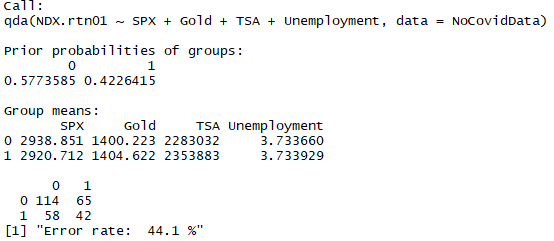 Call:
qda(NDX.rtn01 ~ SPX + Gold + TSA + Unemployment, data = NoCovidData)
Prior probabilities of groups:
0 1
0.5773585 0.4226415
Group means:
SPX Gold TSA Unemployment
0 2938.851 1400.223 2283032 3.733660
1 2920.712 1404.622 2353883 3.733929
0 1
0 114 65
1 58 42
[1] "Error rate:  44.1 %"